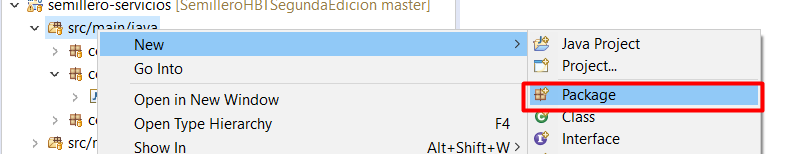 semillero-servicios [SemilleroHBTSegundaEdicion master]
src/main/java
New
Java Project
Go Into
Project...
Open in New Window
Package
Open Type Hierarchy F4
Class
Show In Alt+Shift+W
Interface